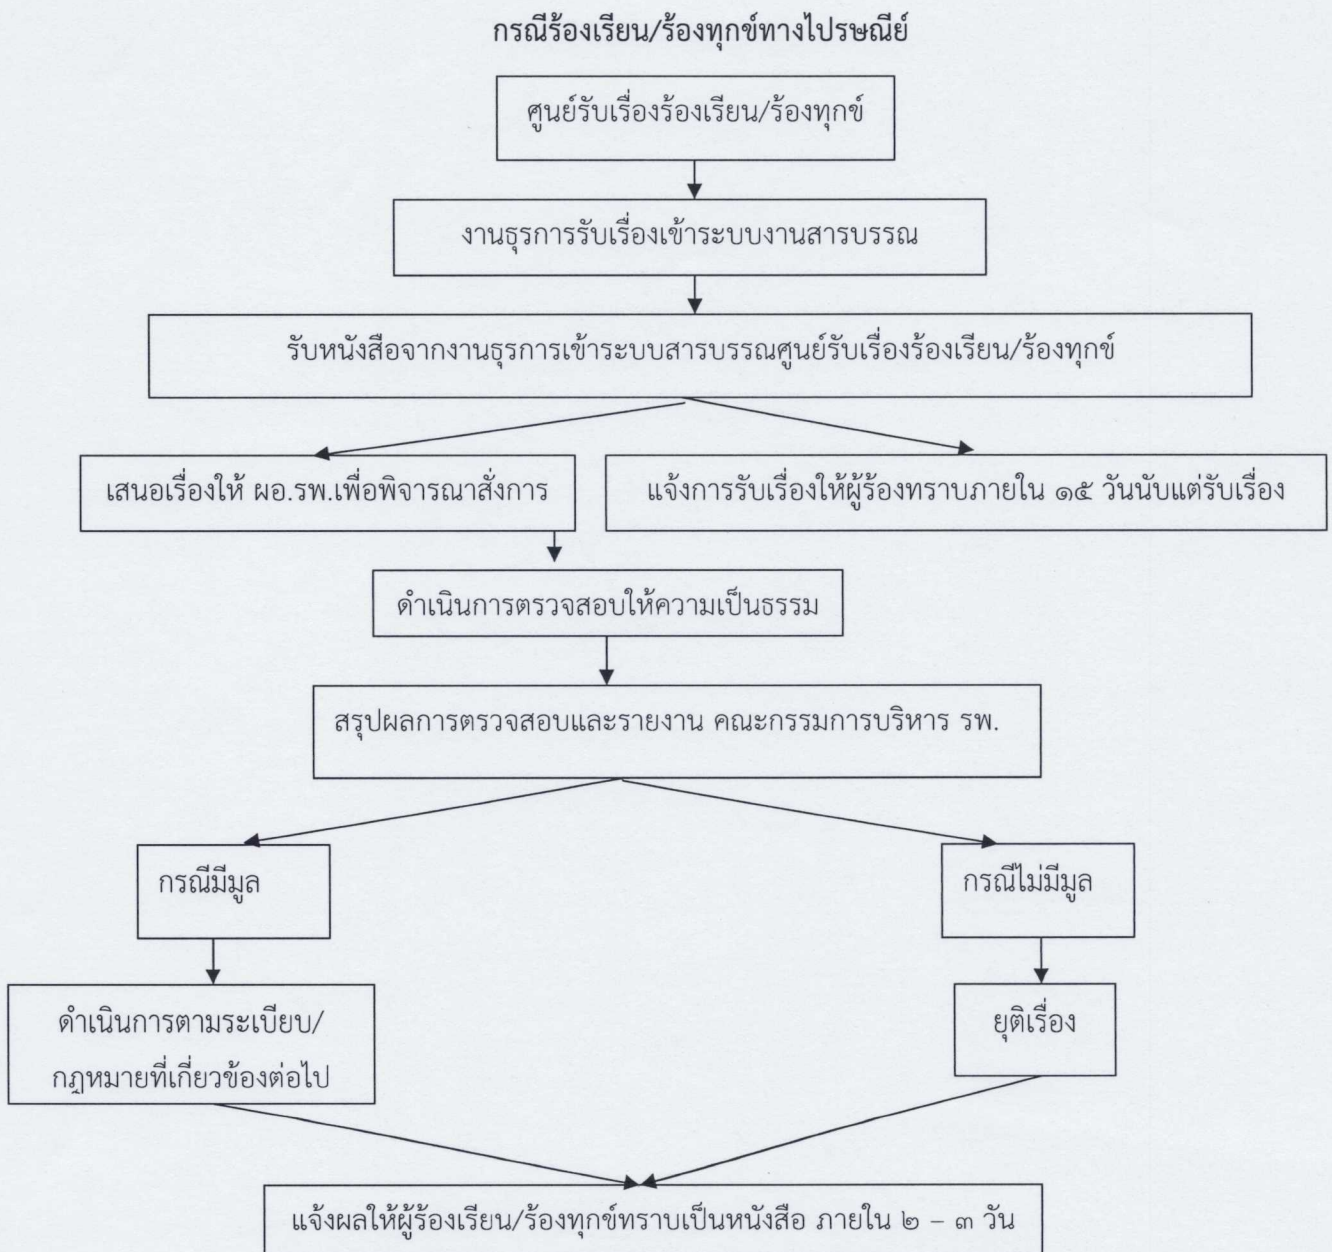 กรณีร้องเรียน/ร้องทุกข์ทางไปรษณีย์
ศูนย์รับเรื่องร้องเรียน/ร้องทุกข์
งานธุรการรับเรื่องเข้าระบบงานสารบรรณ
รับหนังสือจากงานธุรการเข้าระบบสารบรรณศูนย์รับเรื่องร้องเรียน/ร้องทุกข์
เสนอเรื่องให้ ผอ.รพ.เพื่อพิจารณาสั่งการ
แจ้งการรับเรื่องให้ผู้ร้องทราบภายใน ๑๕ วันนับแต่รับเรื่อง
ดำเนินการตรวจสอบให้ความเป็นธรรม
สรุปผลการตรวจสอบและรายงาน คณะกรรมการบริหาร รพ.
กรณีมีมูล
กรณีไม่มีมูล
ดำเนินการตามระเบียบ/
กฎหมายที่เกี่ยวข้องต่อไป
ยุติเรื่อง
แจ้งผลให้ผู้ร้องเรียน/ร้องทุกข์ทราบเป็นหนังสือ ภายใน ๒ – ๓ วัน